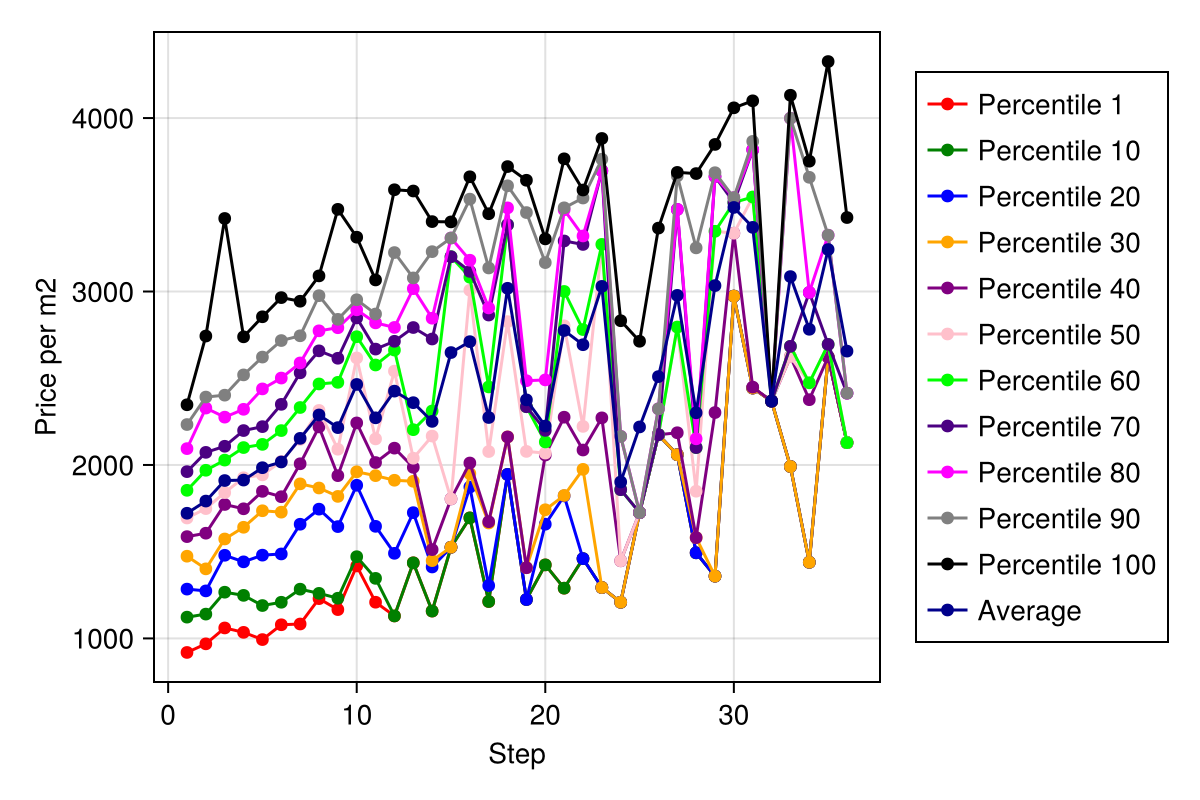 4000
3000
2000
1000
Price per m2
0 10 20 30
Step
Percentile 1
Percentile 10
Percentile 20
Percentile 30
Percentile 40
Percentile 50
Percentile 60
Percentile 70
Percentile 80
Percentile 90
Percentile 100
Average